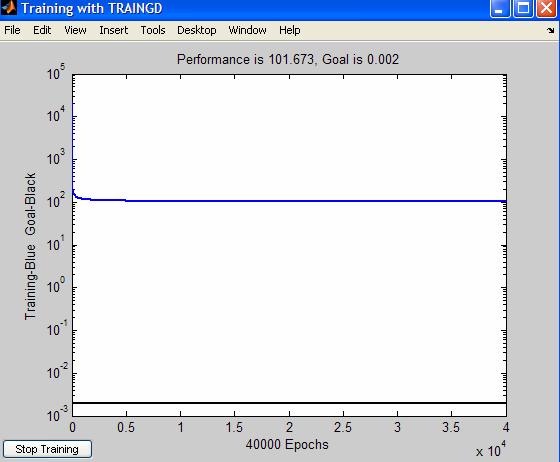 Training with TRAINGD
File Edit View Insert Tools Desktop Window Help
Performance is 101.673, Goal is 0.002
10^5
10^4
10^3
10^2
10^1
10^0
10^-1
10^-2
10^-3
Training-Blue Goal-Black
0 0.5 1 1.5 2 2.5 3 3.5 4
x 10^4
40000 Epochs
Stop Training